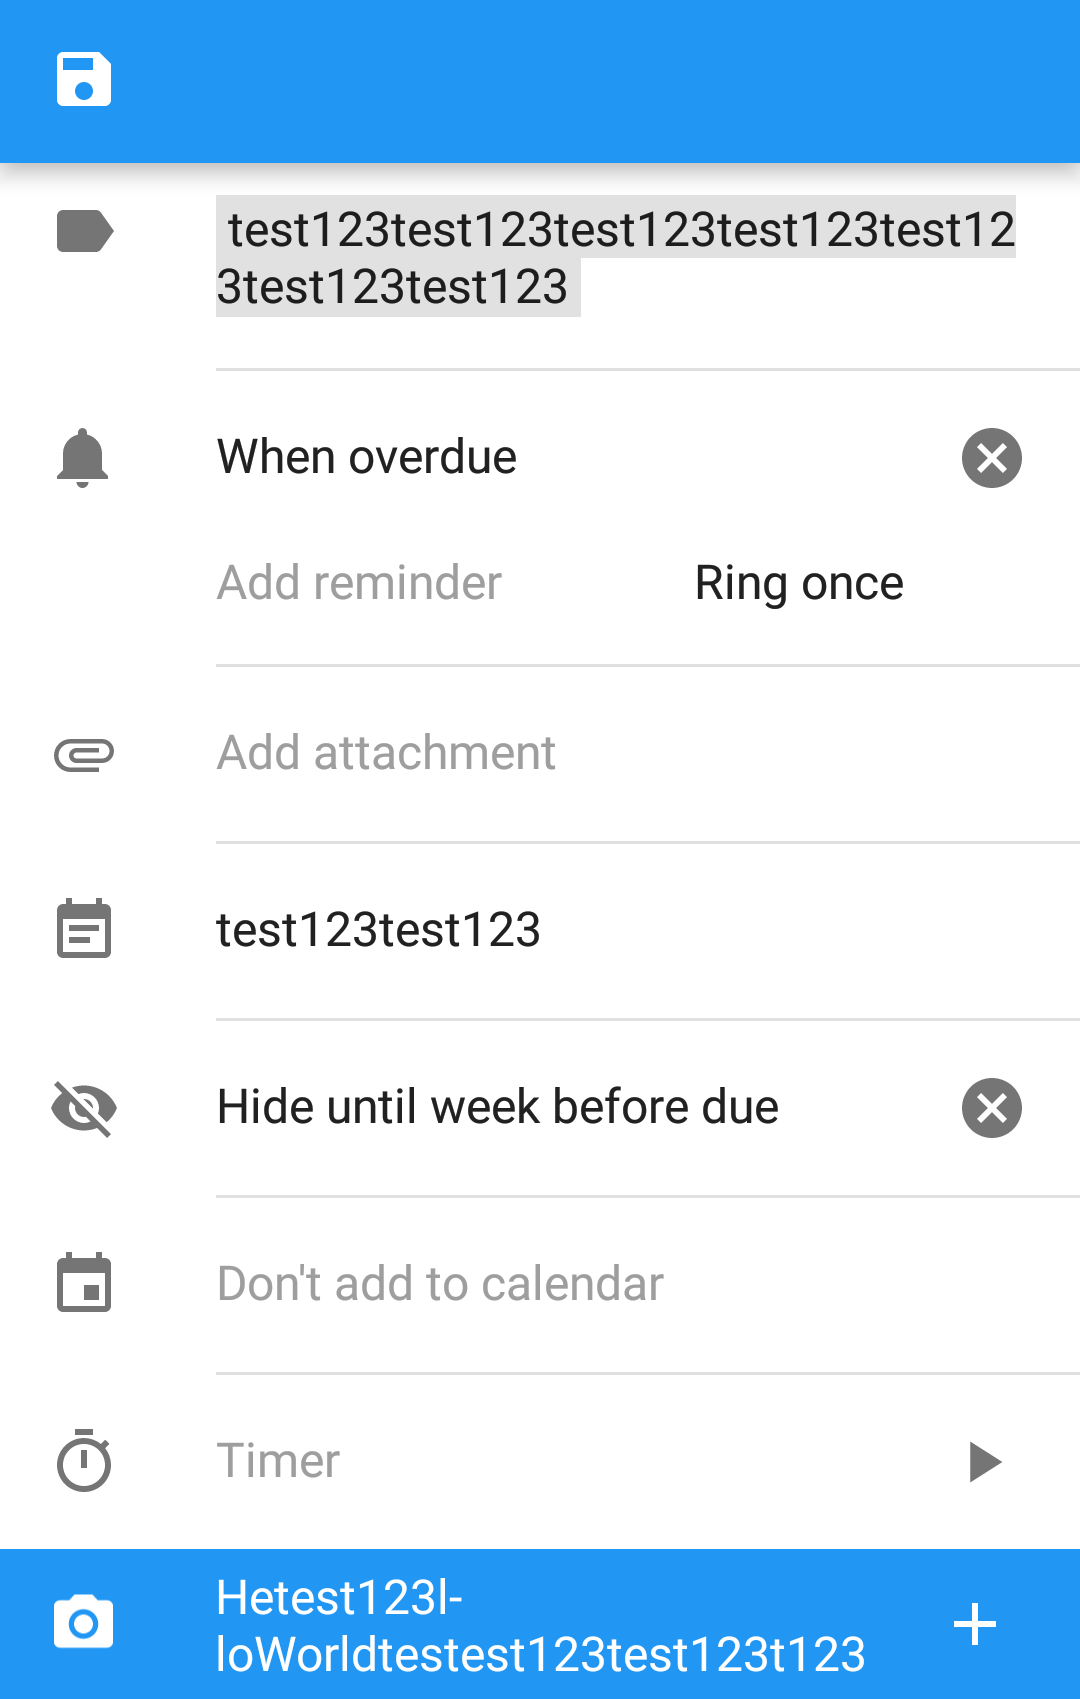 test123test123test123test123test12
3test123test123
When overdue
Add reminder
Ring once
Add attachment
test123test123
Hide until week before due
Don't add to calendar
Timer
Hetest123l-
loWorldtestest123test123t123